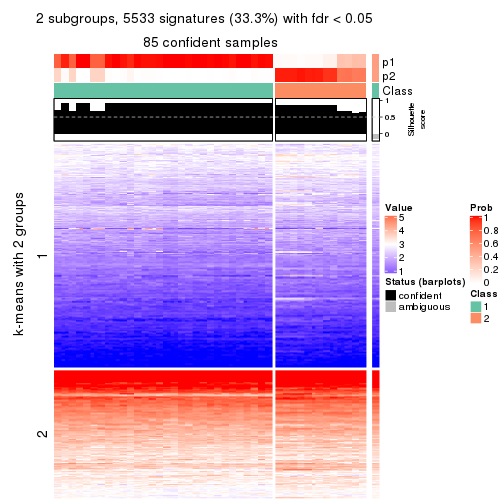 2 subgroups, 5533 signatures (33.3%) with fdr < 0.05
85 confident samples
p1
p2
Class
1
0.5
0
Silhouette
score
k-means with 2 groups
1
2
Value
5
4
3
2
1
Status (barplots)
confident
ambiguous
Prob
1
0.8
0.6
0.4
0.2
0
Class
1
2